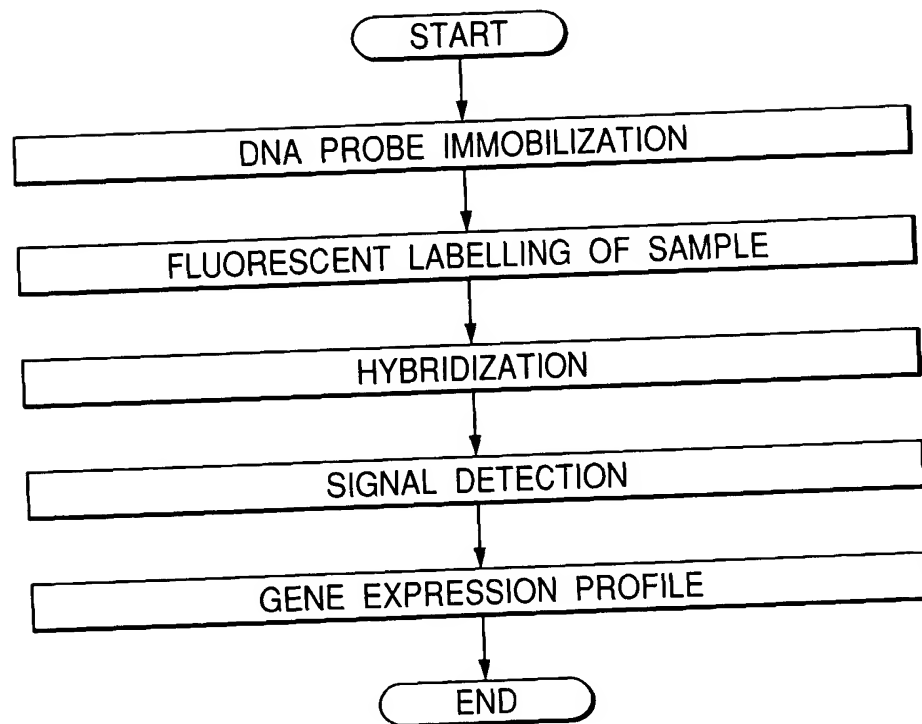 START
DNA PROBE IMMOBILIZATION
FLUORESCENT LABELLING OF SAMPLE
HYBRIDIZATION
SIGNAL DETECTION
GENE EXPRESSION PROFILE
END